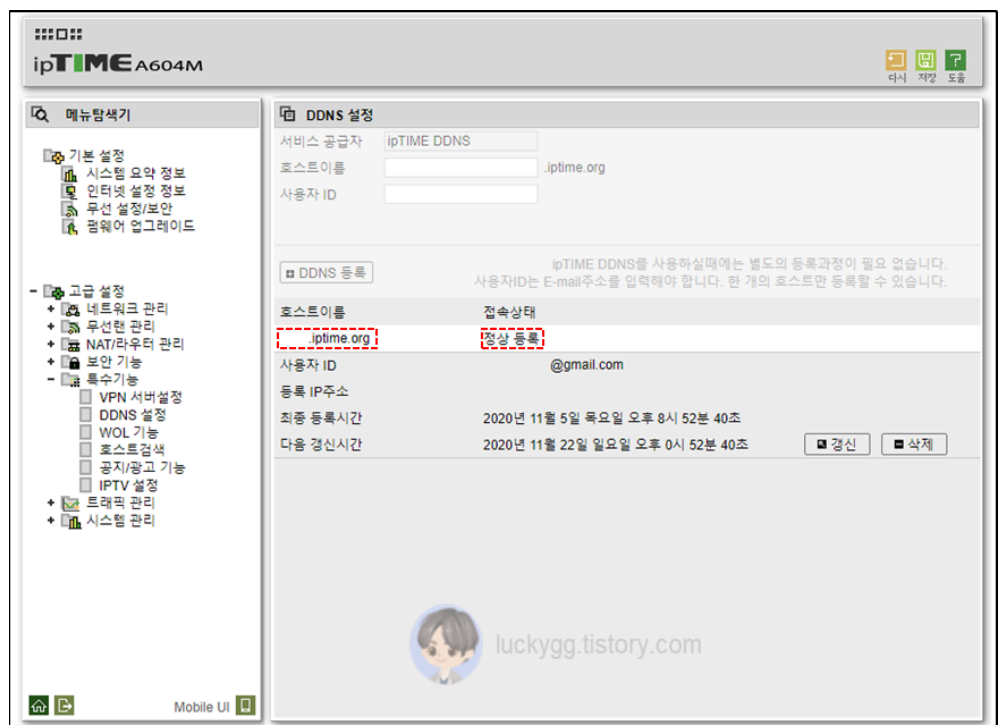 ipTIME A604M
다시 저장 도움
메뉴탐색기
기본 설정
시스템 요약 정보
인터넷 설정 정보
무선 설정/보안
펌웨어 업그레이드
고급 설정
네트워크 관리
무선랜 관리
NAT/라우터 관리
보안 기능
특수기능
VPN 서버설정
DDNS 설정
WOL 기능
호스트검색
공지/광고 기능
IPTV 설정
트래픽 관리
시스템 관리
Mobile UI
DDNS 설정
서비스 공급자 ipTIME DDNS
호스트이름 .iptime.org
사용자 ID
DDNS 등록
ipTIME DDNS를 사용하실때에는 별도의 등록과정이 필요 없습니다.
사용자ID는 E-mail주소를 입력해야 합니다. 한 개의 호스트만 등록할 수 있습니다.
호스트이름 접속상태
.iptime.org 정상 등록
사용자 ID @gmail.com
등록 IP주소
최종 등록시간 2020년 11월 5일 목요일 오후 8시 52분 40초
다음 갱신시간 2020년 11월 22일 일요일 오후 0시 52분 40초 갱신 삭제
luckygg.tistory.com